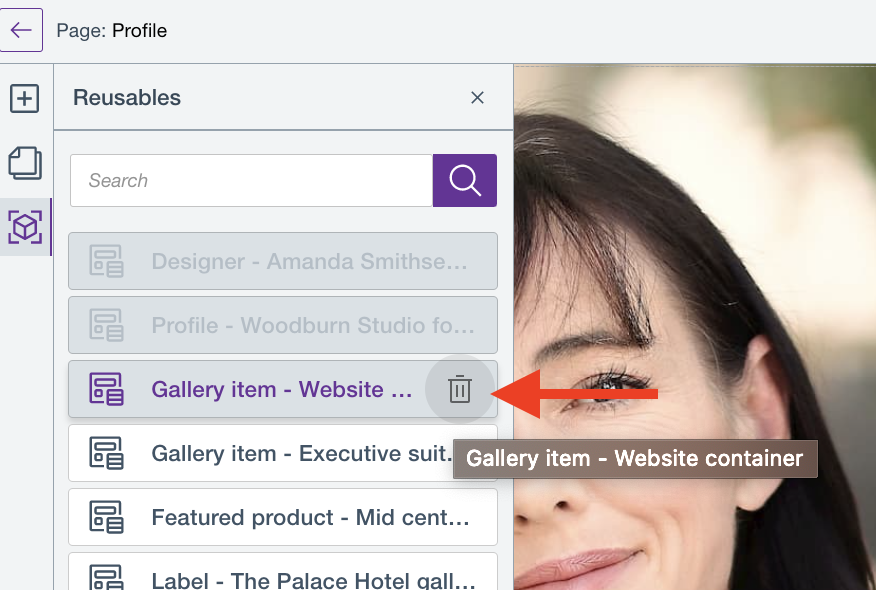 Page: Profile
Reusables
Search
Designer - Amanda Smithse...
Profile - Woodburn Studio fo...
Gallery item - Website ...
Gallery item - Executive suit.
Gallery item - Website container
Featured product - Mid cent...
Label - The Palace Hotel gall...